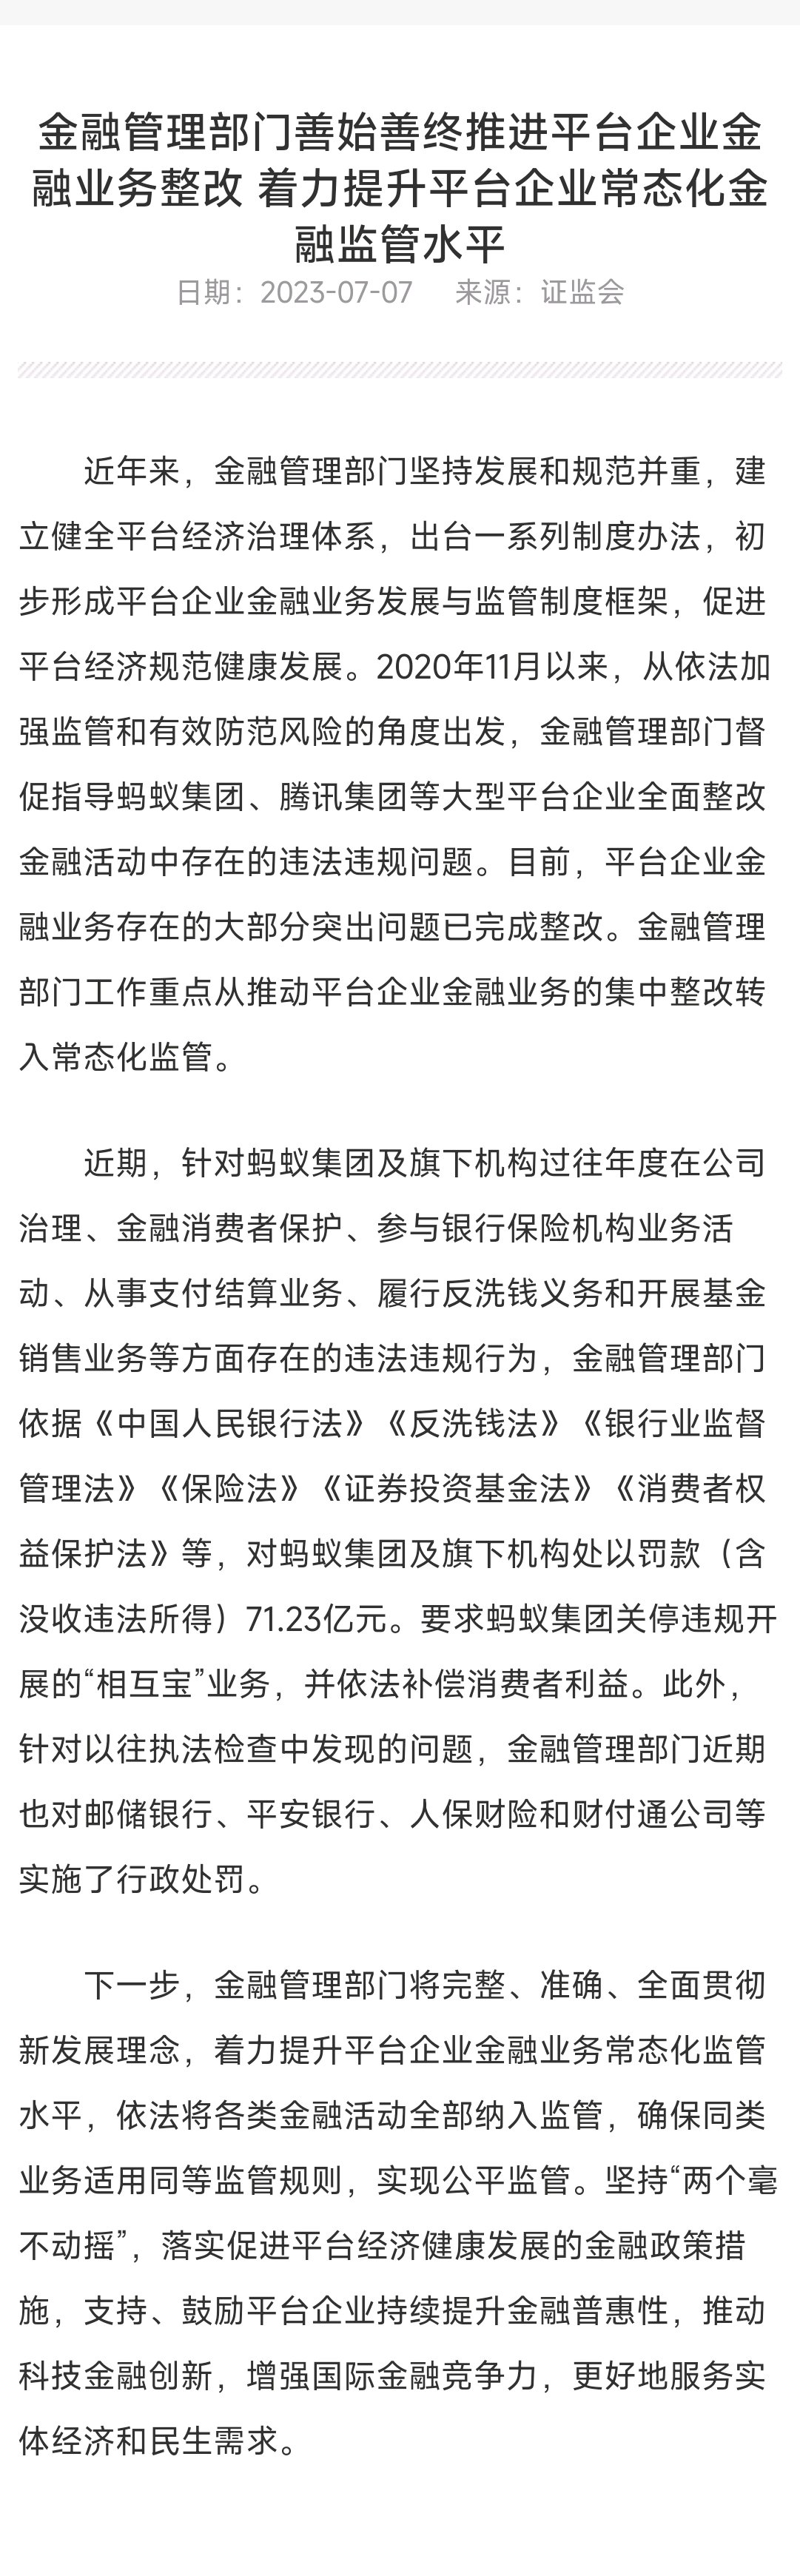 金融管理部门善始善终推进平台企业金
融业务整改 着力提升平台企业常态化金
融监管水平
日期：2023-07-07 来源：证监会
近年来，金融管理部门坚持发展和规范并重，建
立健全平台经济治理体系，出台一系列制度办法，初
步形成平台企业金融业务发展与监管制度框架，促进
平台经济规范健康发展。2020年11月以来，从依法加
强监管和有效防范风险的角度出发，金融管理部门督
促指导蚂蚁集团、腾讯集团等大型平台企业全面整改
金融活动中存在的违法违规问题。目前，平台企业金
融业务存在的大部分突出问题已完成整改。金融管理
部门工作重点从推动平台企业金融业务的集中整改转
入常态化监管。
近期，针对蚂蚁集团及旗下机构过往年度在公司
治理、金融消费者保护、参与银行保险机构业务活
动、从事支付结算业务、履行反洗钱义务和开展基金
销售业务等方面存在的违法违规行为，金融管理部门
依据《中国人民银行法》《反洗钱法》《银行业监督
管理法》《保险法》《证券投资基金法》《消费者权
益保护法》等，对蚂蚁集团及旗下机构处以罚款（含
没收违法所得）71.23亿元。要求蚂蚁集团关停违规开
展的“相互宝”业务，并依法补偿消费者利益。此外，
针对以往执法检查中发现的问题，金融管理部门近期
也对邮储银行、平安银行、人保财险和财付通公司等
实施了行政处罚。
下一步，金融管理部门将完整、准确、全面贯彻
新发展理念，着力提升平台企业金融业务常态化监管
水平，依法将各类金融活动全部纳入监管，确保同类
业务适用同等监管规则，实现公平监管。坚持“两个毫
不动摇”，落实促进平台经济健康发展的金融政策措
施，支持、鼓励平台企业持续提升金融普惠性，推动
科技金融创新，增强国际金融竞争力，更好地服务实
体经济和民生需求。